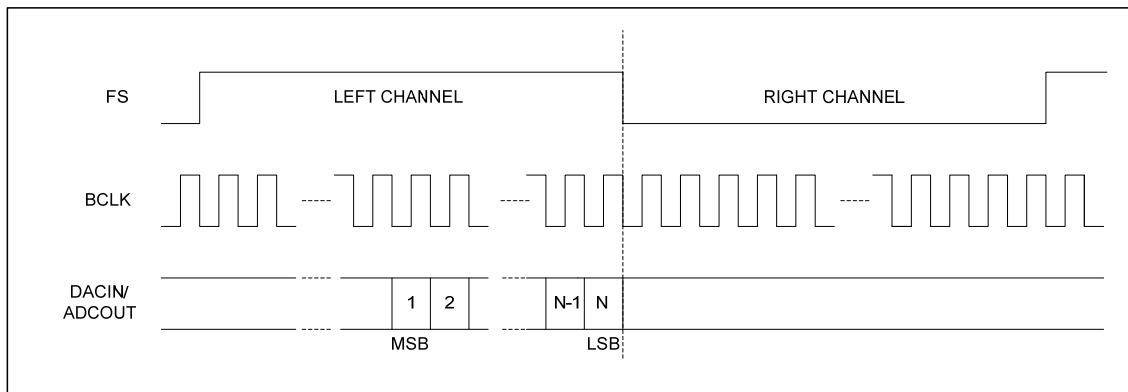 FS
LEFT CHANNEL
RIGHT CHANNEL
BCLK
DACIN/
ADCOUT
1
2
N-1
N
MSB
LSB